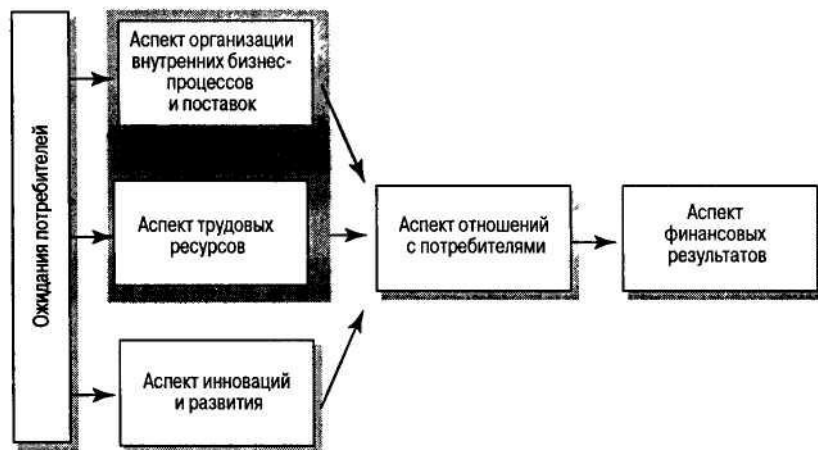 Ожидания потребителей
Аспект организации
внутренних бизнес-
процессов
и поставок
Аспект трудовых
ресурсов
Аспект инноваций
и развития
Аспект отношений
с потребителями
Аспект
финансовых
результатов